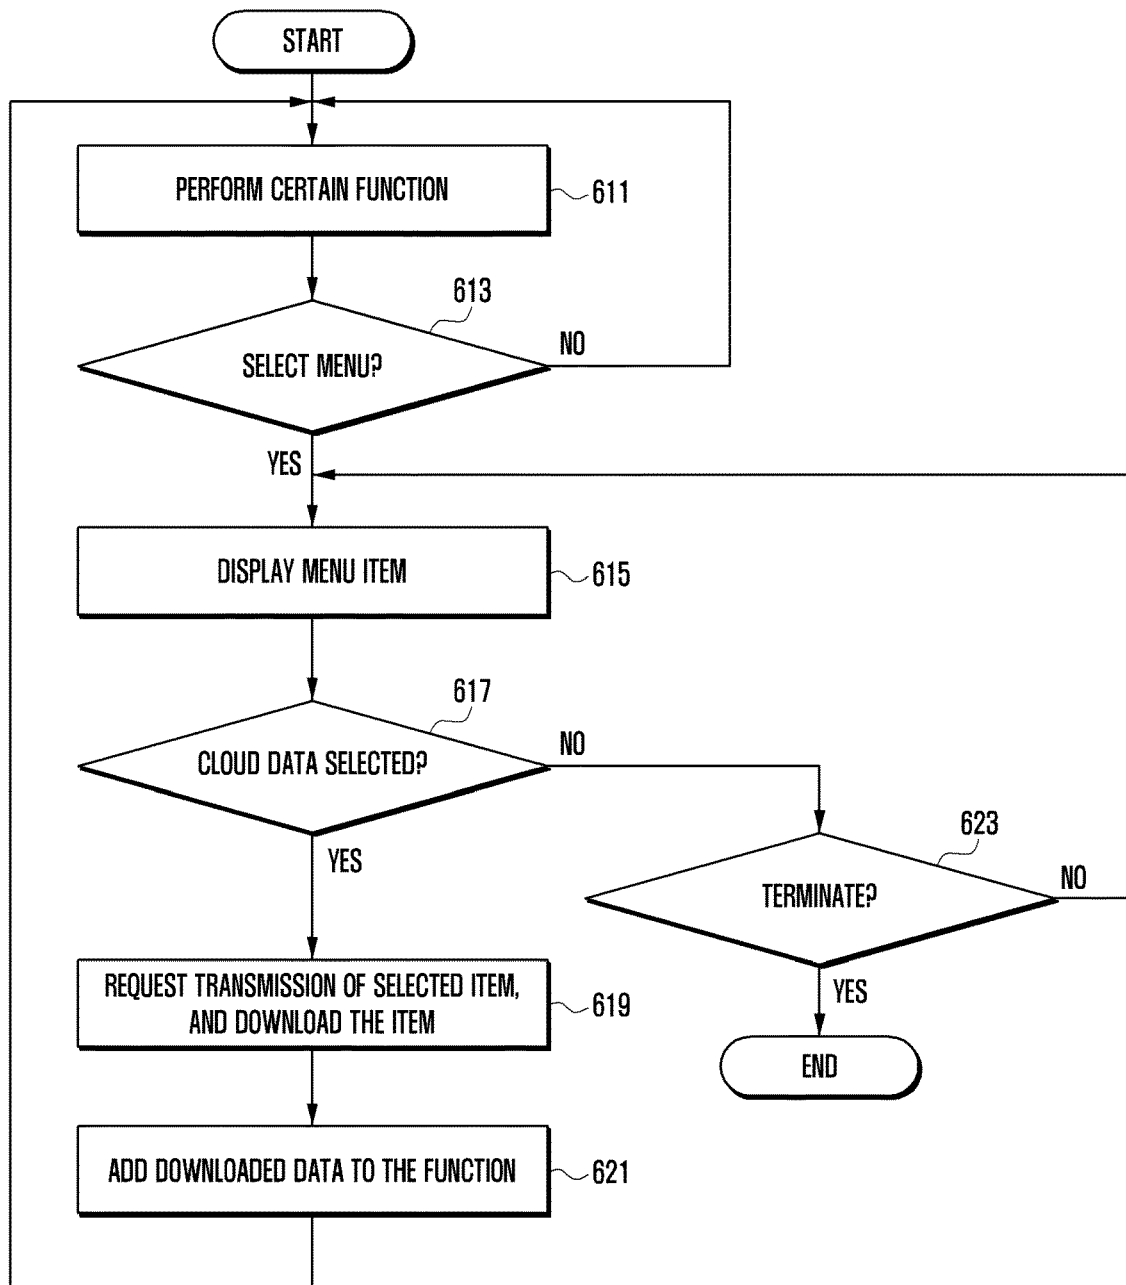 START
PERFORM CERTAIN FUNCTION
611
613
SELECT MENU?
NO
YES
DISPLAY MENU ITEM
615
617
CLOUD DATA SELECTED?
NO
YES
623
TERMINATE?
NO
YES
REQUEST TRANSMISSION OF SELECTED ITEM,
AND DOWNLOAD THE ITEM
619
END
ADD DOWNLOADED DATA TO THE FUNCTION
621